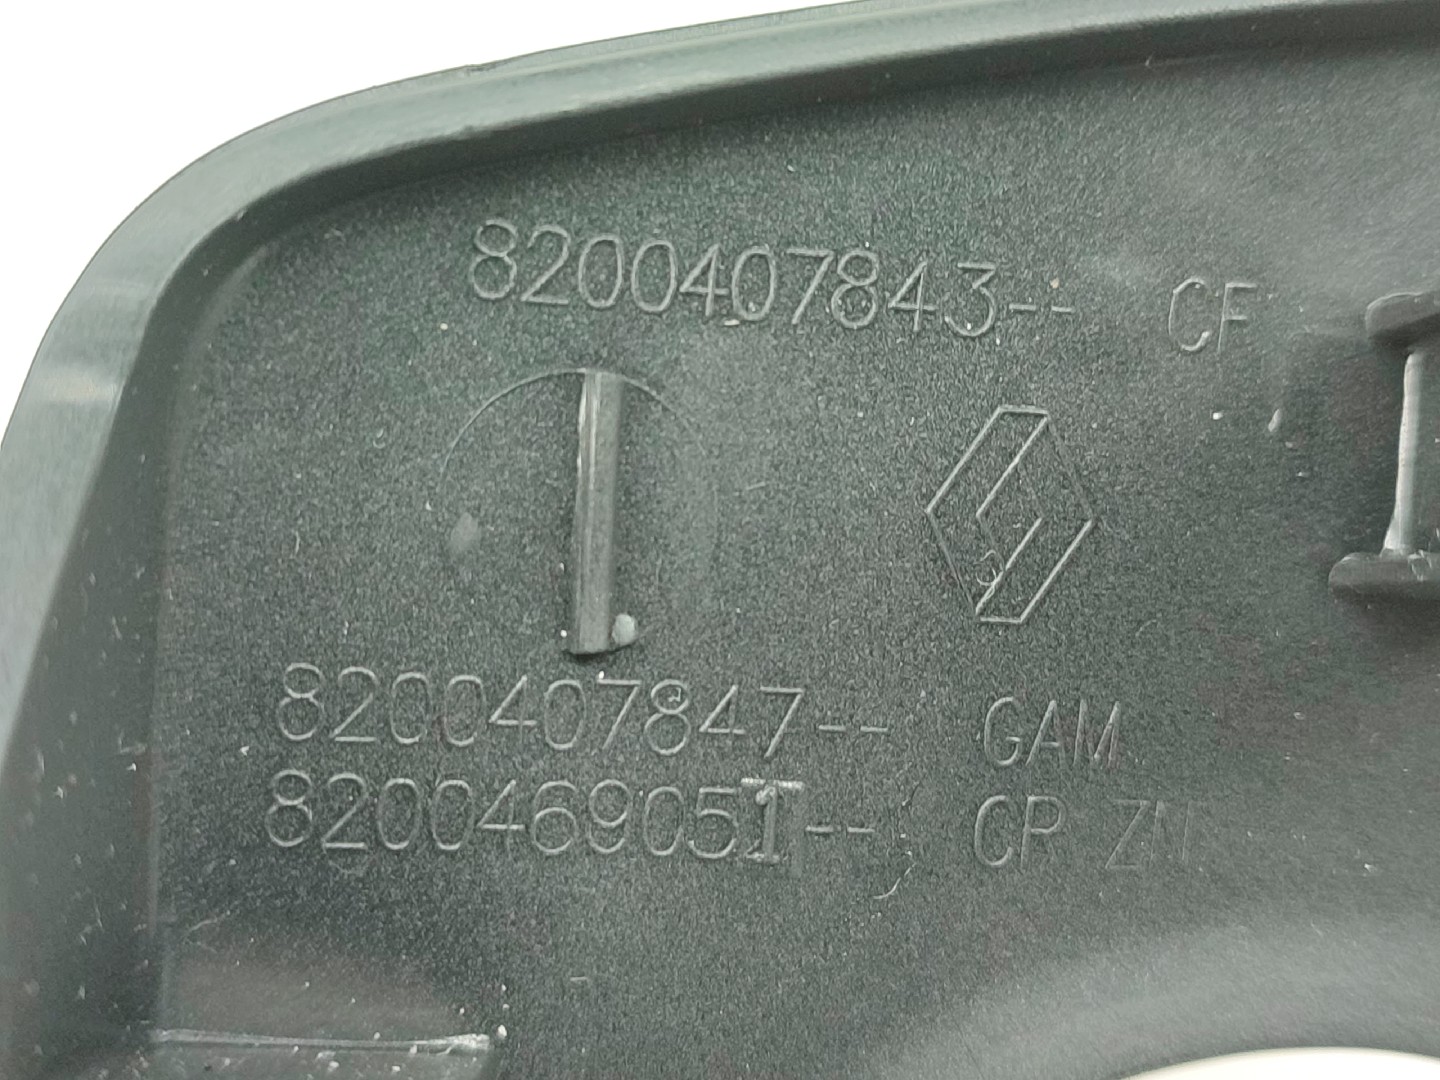 8200407843-- CF
8200407847-- GAM
8200469051-- CP ZN